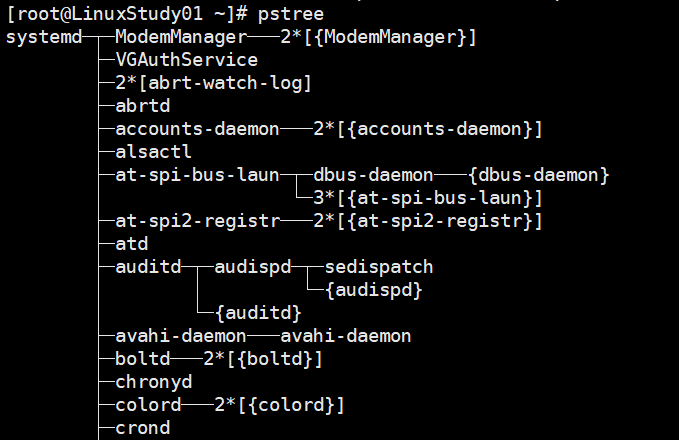 [root@LinuxStudy01 ~]# pstree
systemd─┬─ModemManager───2*[{ModemManager}]
        ├─VGAuthService
        ├─2*[abrt-watch-log]
        ├─abrtd
        ├─accounts-daemon───2*[{accounts-daemon}]
        ├─alsactl
        ├─at-spi-bus-laun─┬─dbus-daemon───{dbus-daemon}
        │                 └─3*[{at-spi-bus-laun}]
        ├─at-spi2-registr───2*[{at-spi2-registr}]
        ├─atd
        ├─auditd─┬─audispd─┬─sedispatch
        │        │         └─{audispd}
        │        └─{auditd}
        ├─avahi-daemon───avahi-daemon
        ├─boltd───2*[{boltd}]
        ├─chronyd
        ├─colord───2*[{colord}]
        ├─crond